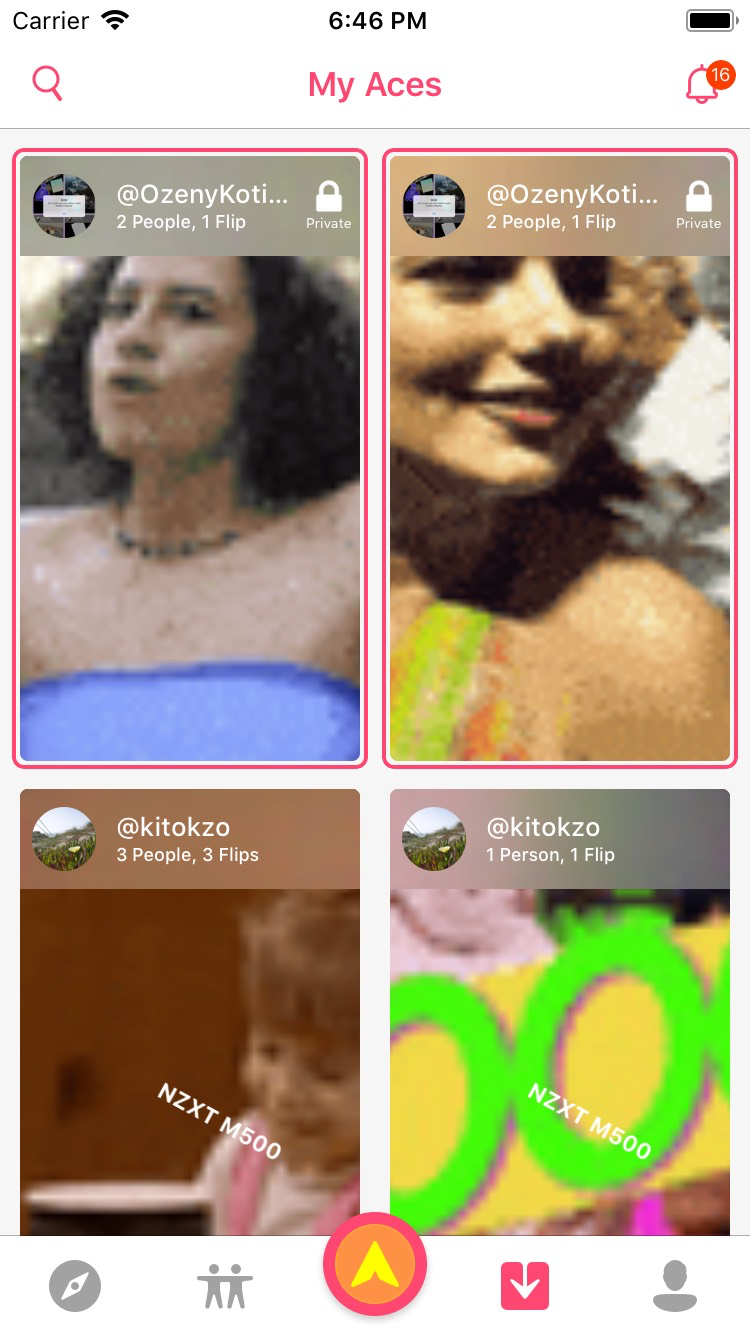 Carrier
6:46 PM
My Aces
16
@OzenyKoti...
2 People, 1 Flip
Private
@OzenyKoti...
2 People, 1 Flip
Private
@kitokzo
3 People, 3 Flips
@kitokzo
1 Person, 1 Flip
NZXT M500
NZXT M500